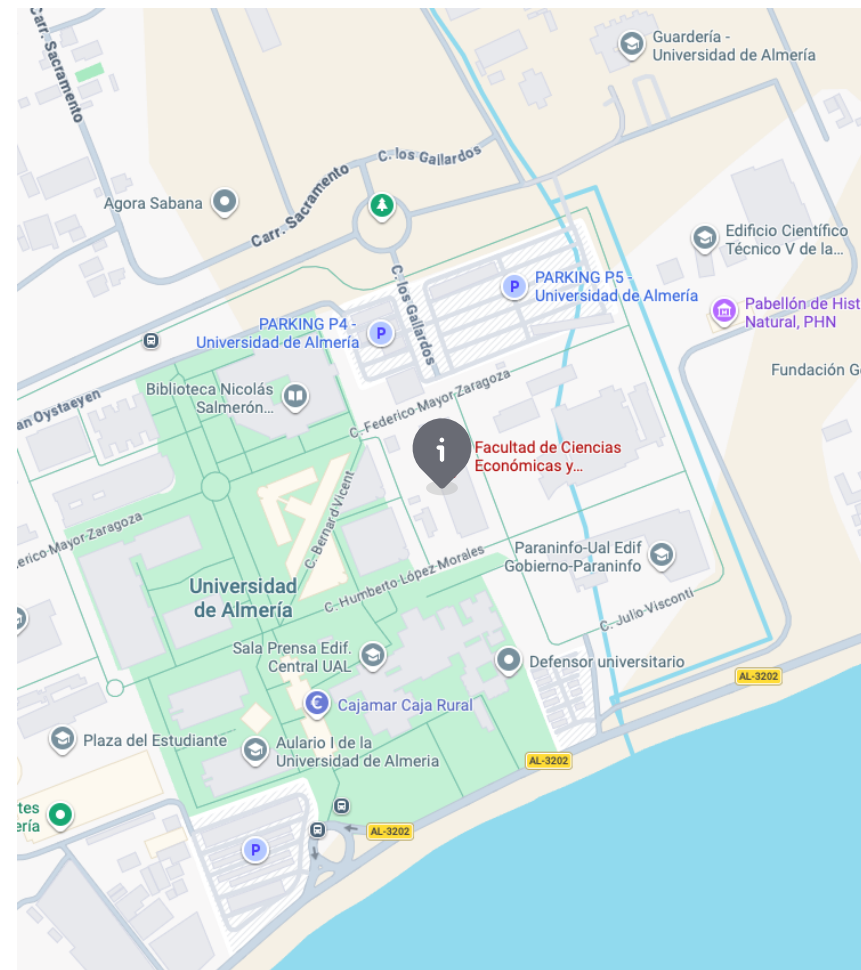 Carr. Sacramento
Guardería -
Universidad de Almería
C. los Gallardos
Agora Sabana
Carr. Sacramento
Edificio Científico
Técnico V de la...
C. los Gallardos
PARKING P5 -
Universidad de Almería
P
Pabellón de Hist
Natural, PHN
PARKING P4 -
Universidad de Almería
P
Fundación G
Biblioteca Nicolás
Salmerón...
an Oystaeyen
C. Federico Mayor Zaragoza
i
Facultad de Ciencias
Económicas y...
C. Bernard Vicent
erico Mayor Zaragoza
Paraninfo-Ual Edif
Gobierno-Paraninfo
C. Humberto López Morales
Universidad
de Almería
C. Julio Visconti
Sala Prensa Edif.
Central UAL
Defensor universitario
AL-3202
Cajamar Caja Rural
Plaza del Estudiante
Aulario I de la
Universidad de Almeria
AL-3202
tes
ería
AL-3202
P